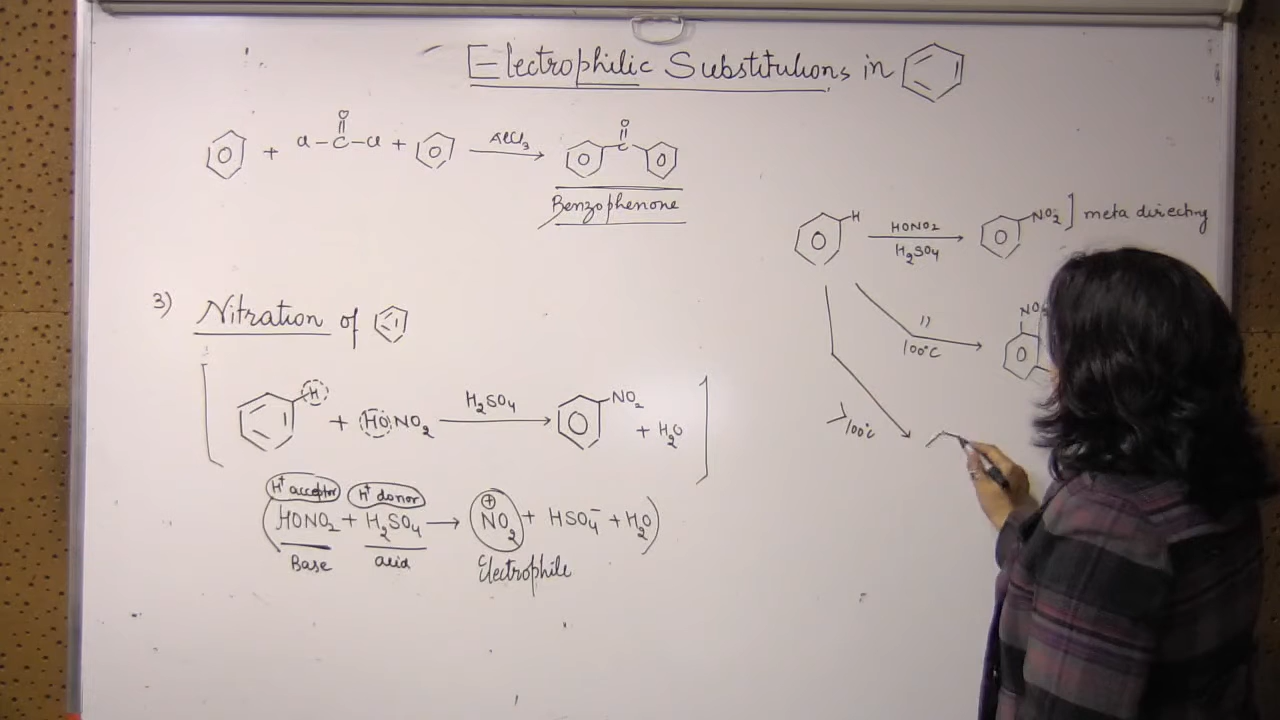 Electrophilic Substitutions in
+ Cl-C-Cl + AlCl3
O
O
C
Benzophenone
H HONO2 NO2 ] meta directing
H2SO4
3) Nitration of
NO2
"
100°C
H + HO NO2 H2SO4 NO2 + H2O
>100°C
H+ acceptor H+ donor
(HONO2 + H2SO4 → +NO2 + HSO4- + H2O)
Base acid Electrophile